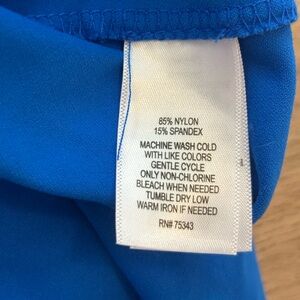 85% NYLON
15% SPANDEX
MACHINE WASH COLD
WITH LIKE COLORS
GENTLE CYCLE
ONLY NON-CHLORINE
BLEACH WHEN NEEDED
TUMBLE DRY LOW
WARM IRON IF NEEDED
RN# 75343